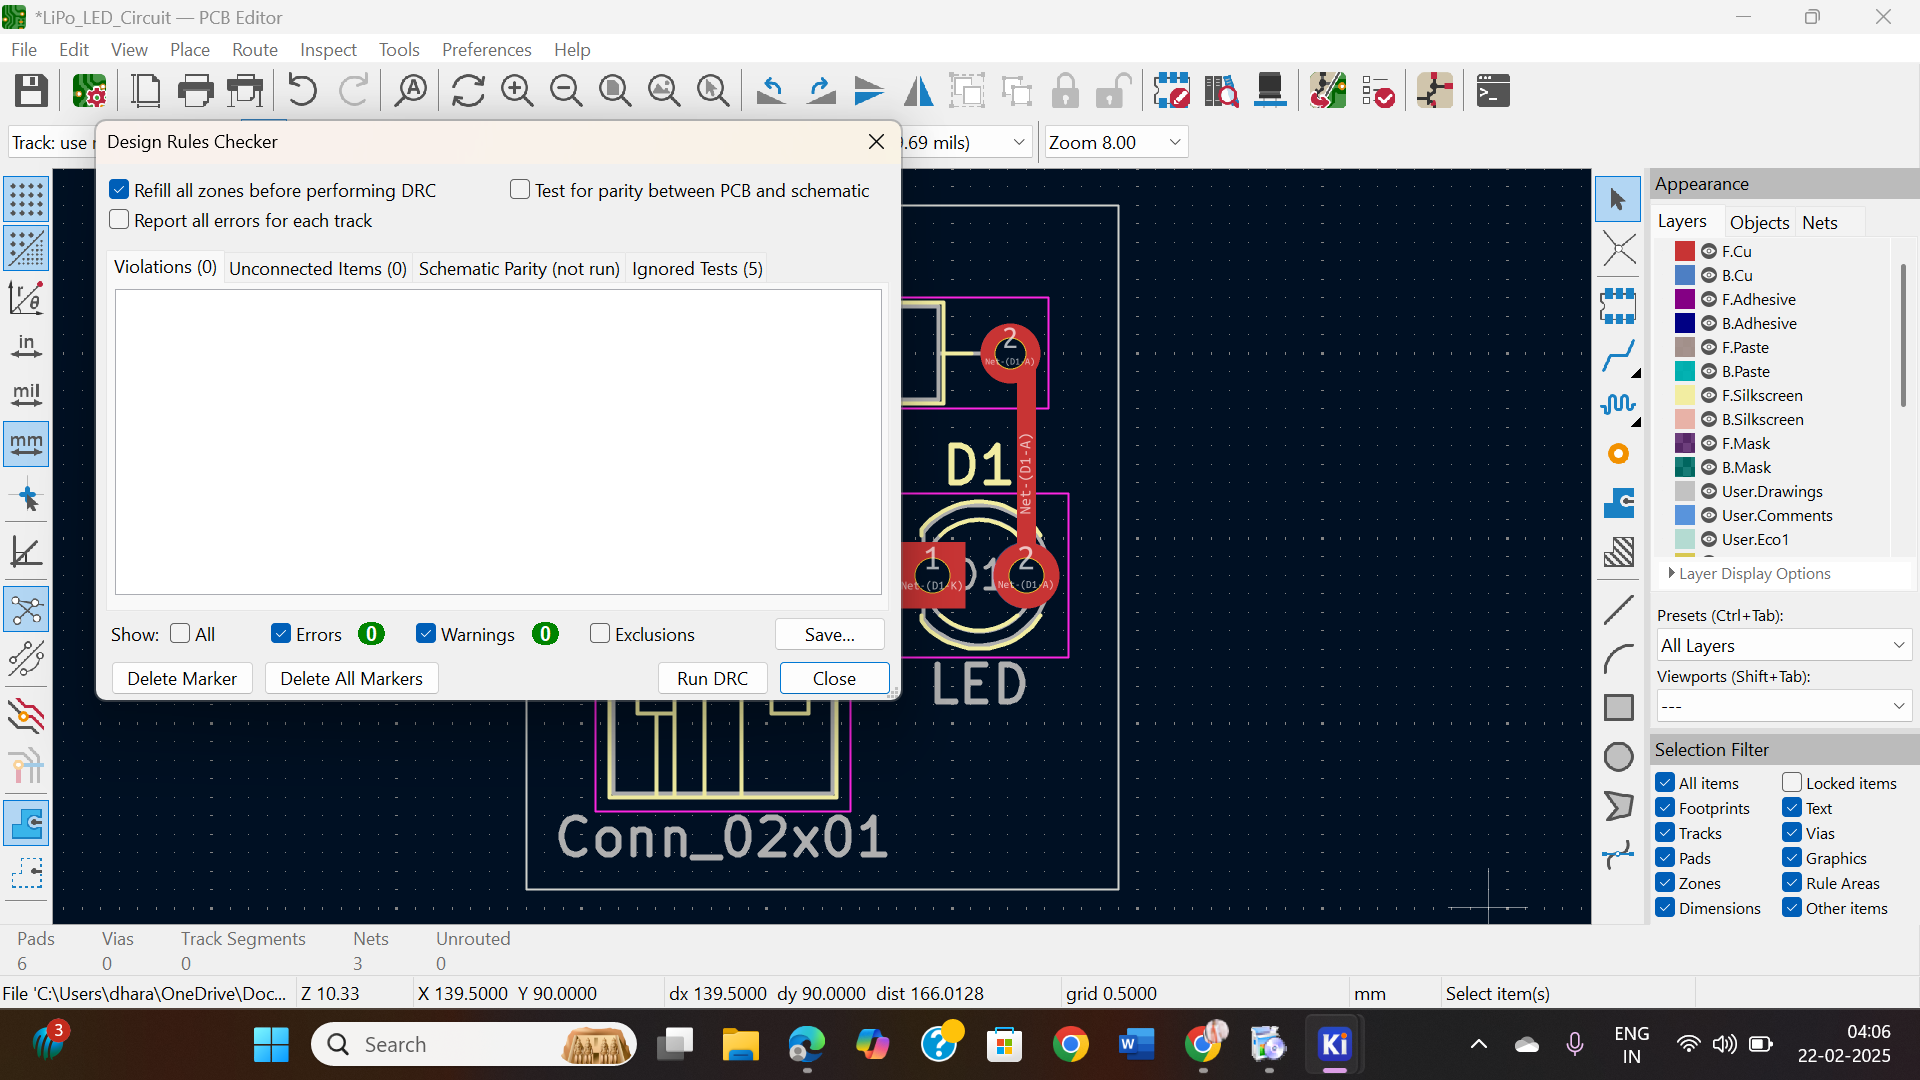 *LiPo_LED_Circuit — PCB Editor
File Edit View Place Route Inspect Tools Preferences Help
Track: use
.69 mils)
Zoom 8.00
Design Rules Checker
Refill all zones before performing DRC
Test for parity between PCB and schematic
Report all errors for each track
Violations (0) Unconnected Items (0) Schematic Parity (not run) Ignored Tests (5)
Show: All Errors 0 Warnings 0 Exclusions Save...
Delete Marker Delete All Markers Run DRC Close
in
mil
mm
2
Net-(D1-A)
D1
Net-(D1-A)
1
Net-(D1-K)
D1
2
Net-(D1-A)
LED
Conn_02x01
Appearance
Layers Objects Nets
F.Cu
B.Cu
F.Adhesive
B.Adhesive
F.Paste
B.Paste
F.Silkscreen
B.Silkscreen
F.Mask
B.Mask
User.Drawings
User.Comments
User.Eco1
Layer Display Options
Presets (Ctrl+Tab):
All Layers
Viewports (Shift+Tab):
---
Selection Filter
All items Locked items
Footprints Text
Tracks Vias
Pads Graphics
Zones Rule Areas
Dimensions Other items
Pads Vias Track Segments Nets Unrouted
6 0 0 3 0
File 'C:\Users\dhara\OneDrive\Doc... Z 10.33 X 139.5000 Y 90.0000 dx 139.5000 dy 90.0000 dist 166.0128 grid 0.5000 mm Select item(s)
3
Search
Ki
ENG
IN
04:06
22-02-2025